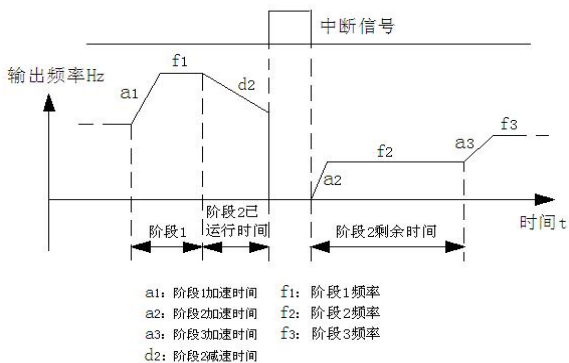 中断信号
输出频率Hz
f1
a1
d2
f3
a3
f2
a2
时间t
阶段1
阶段2已
运行时间
阶段2剩余时间
a1: 阶段1加速时间 f1: 阶段1频率
a2: 阶段2加速时间 f2: 阶段2频率
a3: 阶段3加速时间 f3: 阶段3频率
d2: 阶段2减速时间